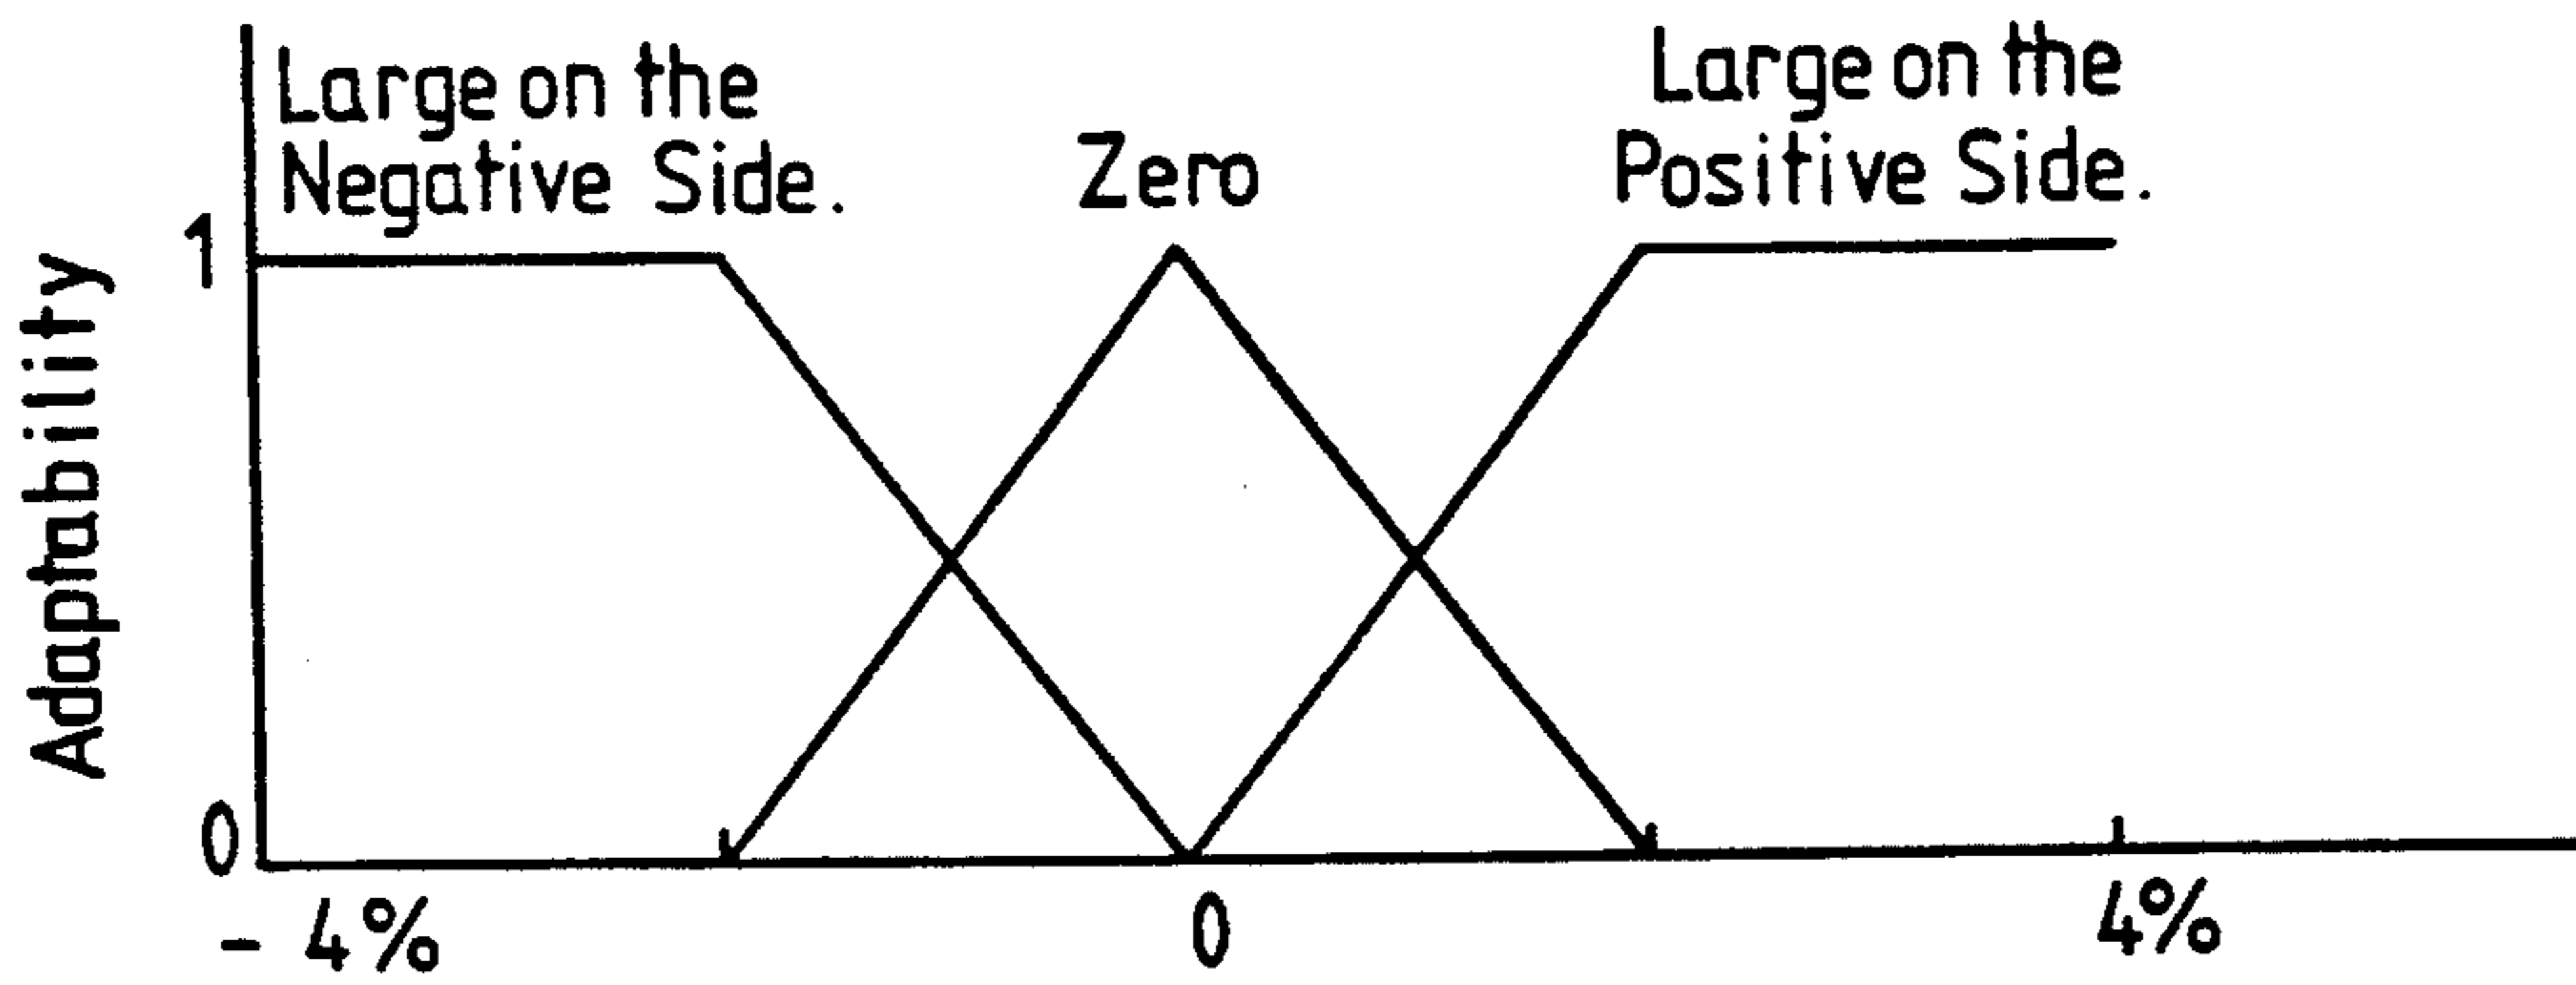 Large on the
Negative Side.
Zero
Large on the
Positive Side.
1
Adaptability
0
- 4%
0
4%